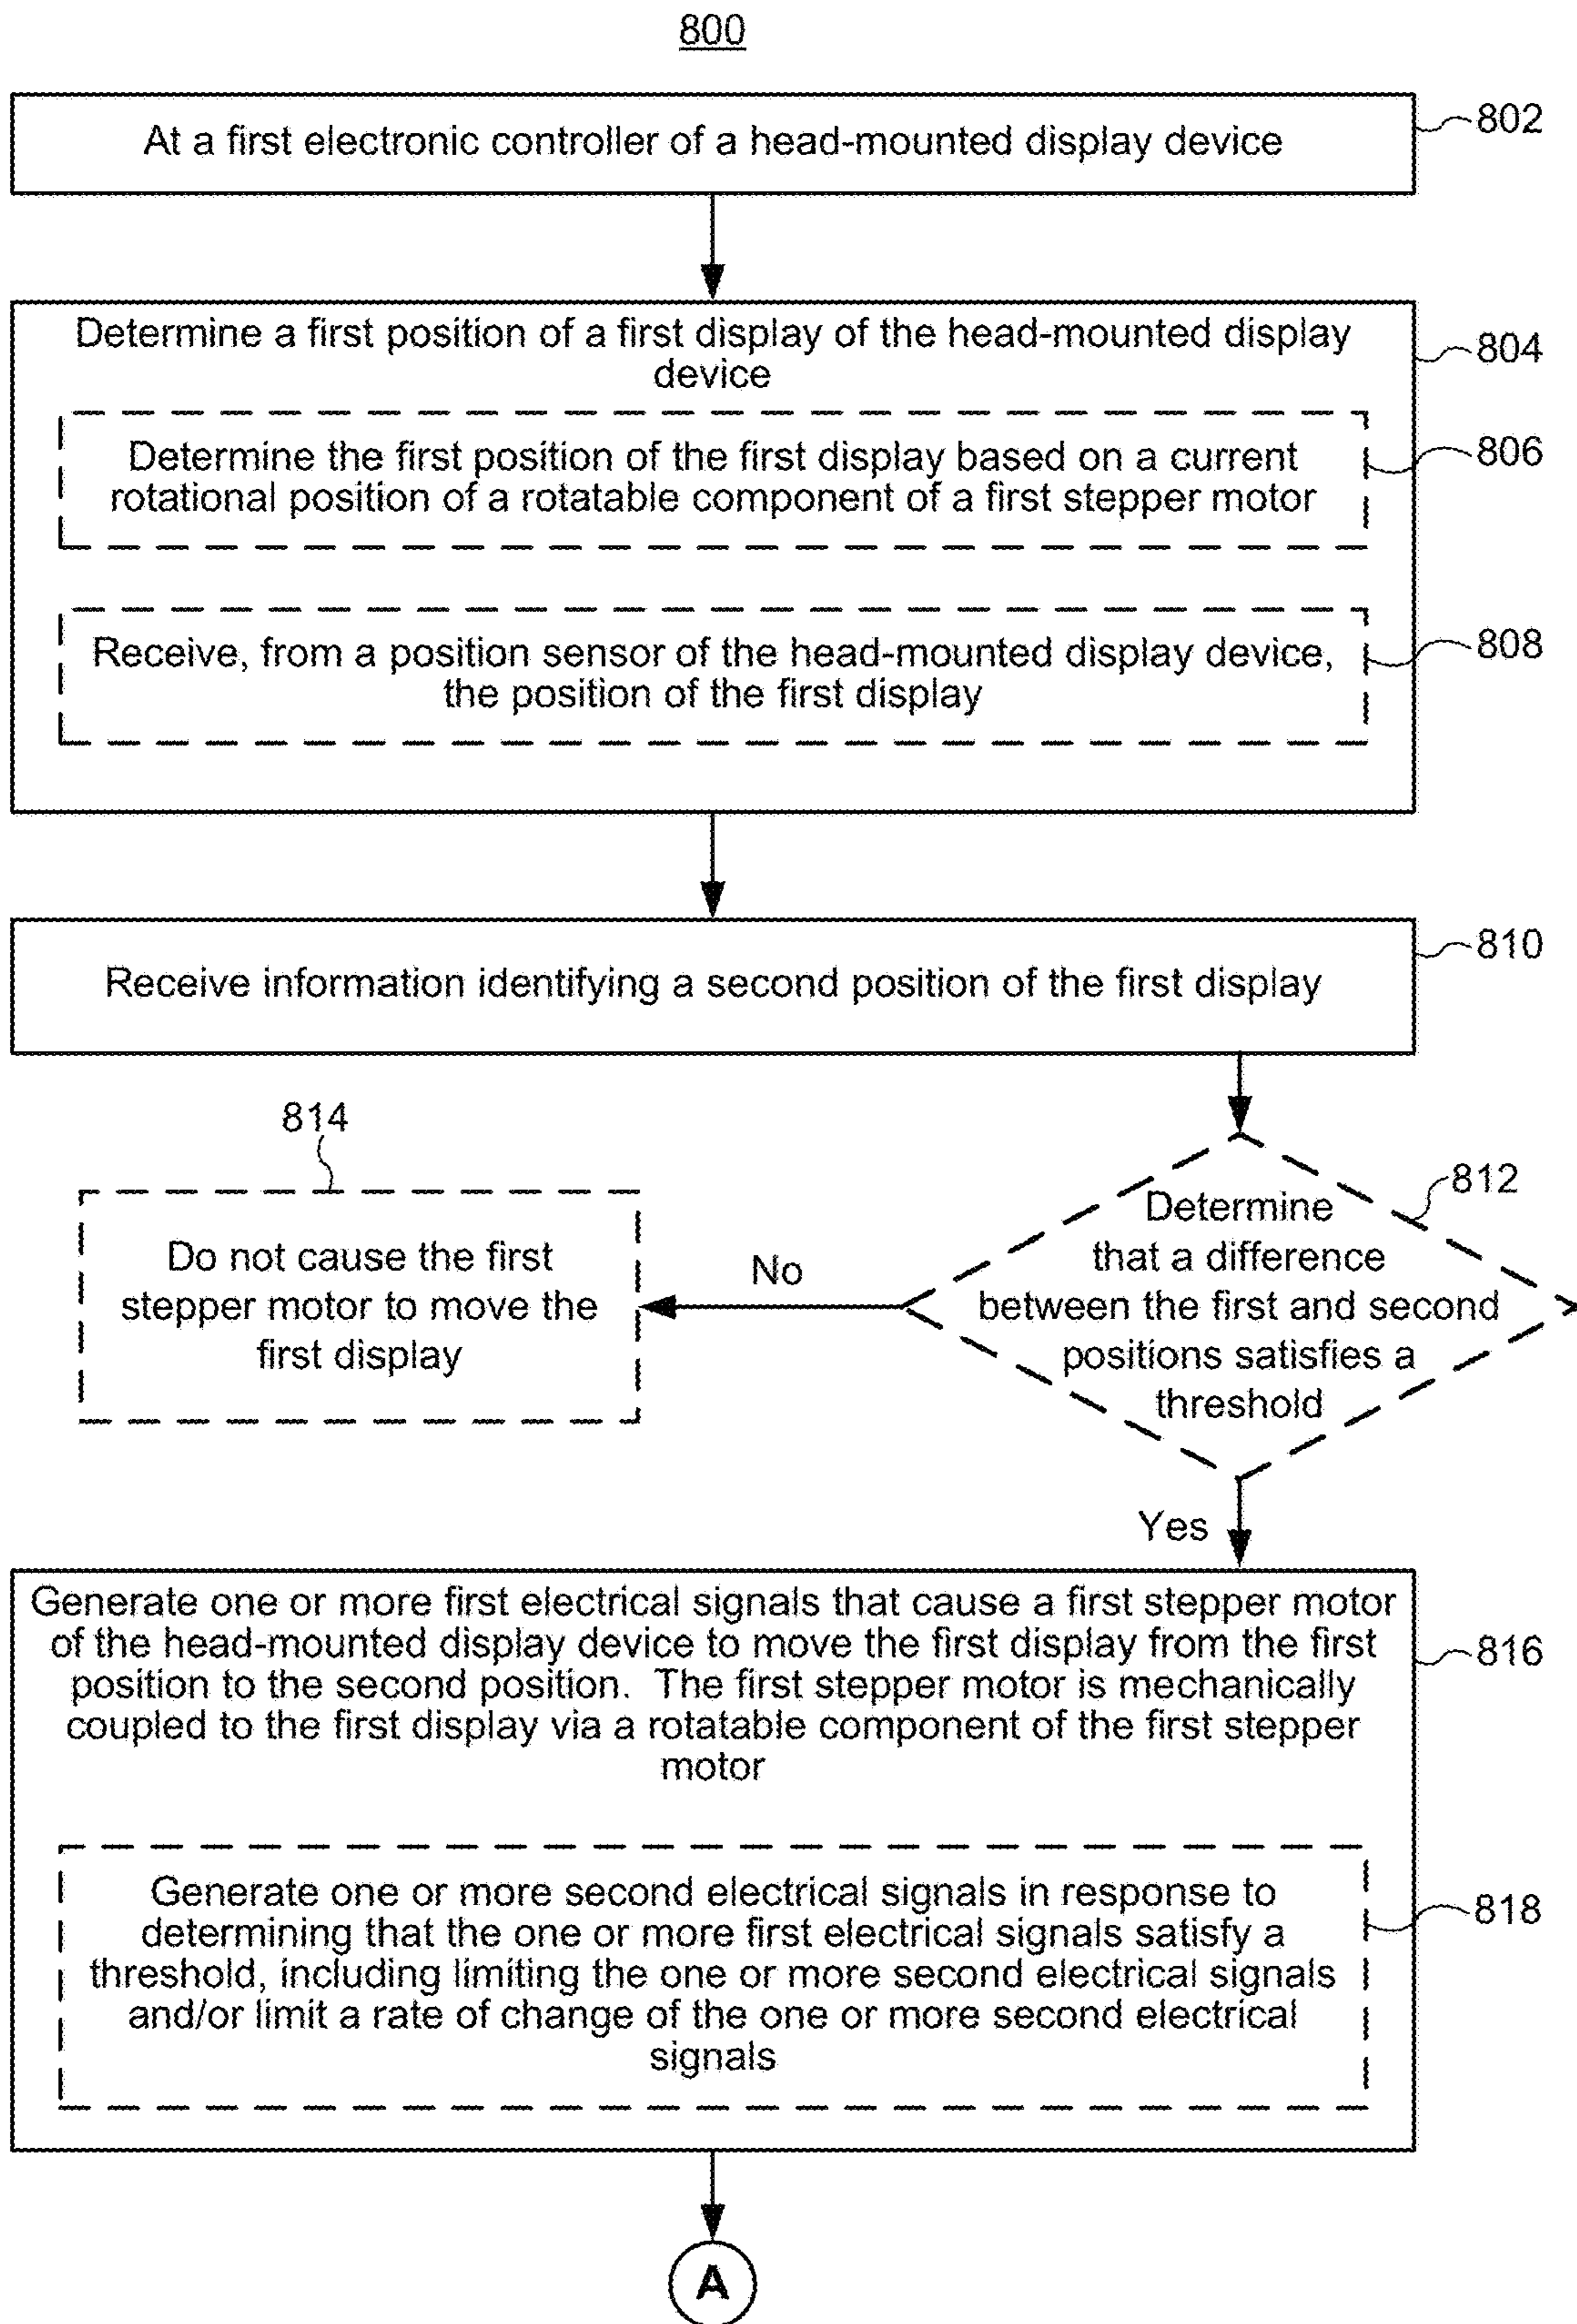 800
At a first electronic controller of a head-mounted display device
802
Determine a first position of a first display of the head-mounted display
device
804
Determine the first position of the first display based on a current
rotational position of a rotatable component of a first stepper motor
806
Receive, from a position sensor of the head-mounted display device,
the position of the first display
808
Receive information identifying a second position of the first display
810
812
Determine
that a difference
between the first and second
positions satisfies a
threshold
No
814
Do not cause the first
stepper motor to move the
first display
Yes
Generate one or more first electrical signals that cause a first stepper motor
of the head-mounted display device to move the first display from the first
position to the second position. The first stepper motor is mechanically
coupled to the first display via a rotatable component of the first stepper
motor
816
Generate one or more second electrical signals in response to
determining that the one or more first electrical signals satisfy a
threshold, including limiting the one or more second electrical signals
and/or limit a rate of change of the one or more second electrical
signals
818
A